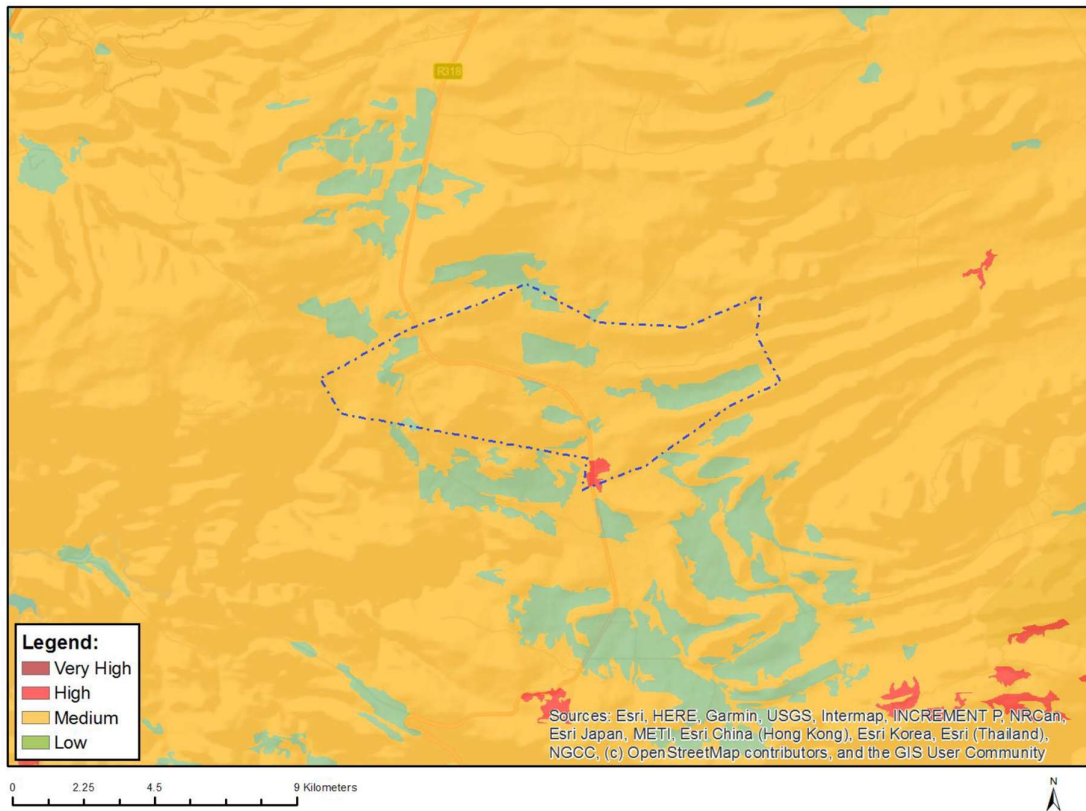 R318
Legend:
Very High
High
Medium
Low
Sources: Esri, HERE, Garmin, USGS, Intermap, INCREMENT P, NRCan,
Esri Japan, METI, Esri China (Hong Kong), Esri Korea, Esri (Thailand),
NGCC, (c) OpenStreetMap contributors, and the GIS User Community
0 2.25 4.5 9 Kilometers
N